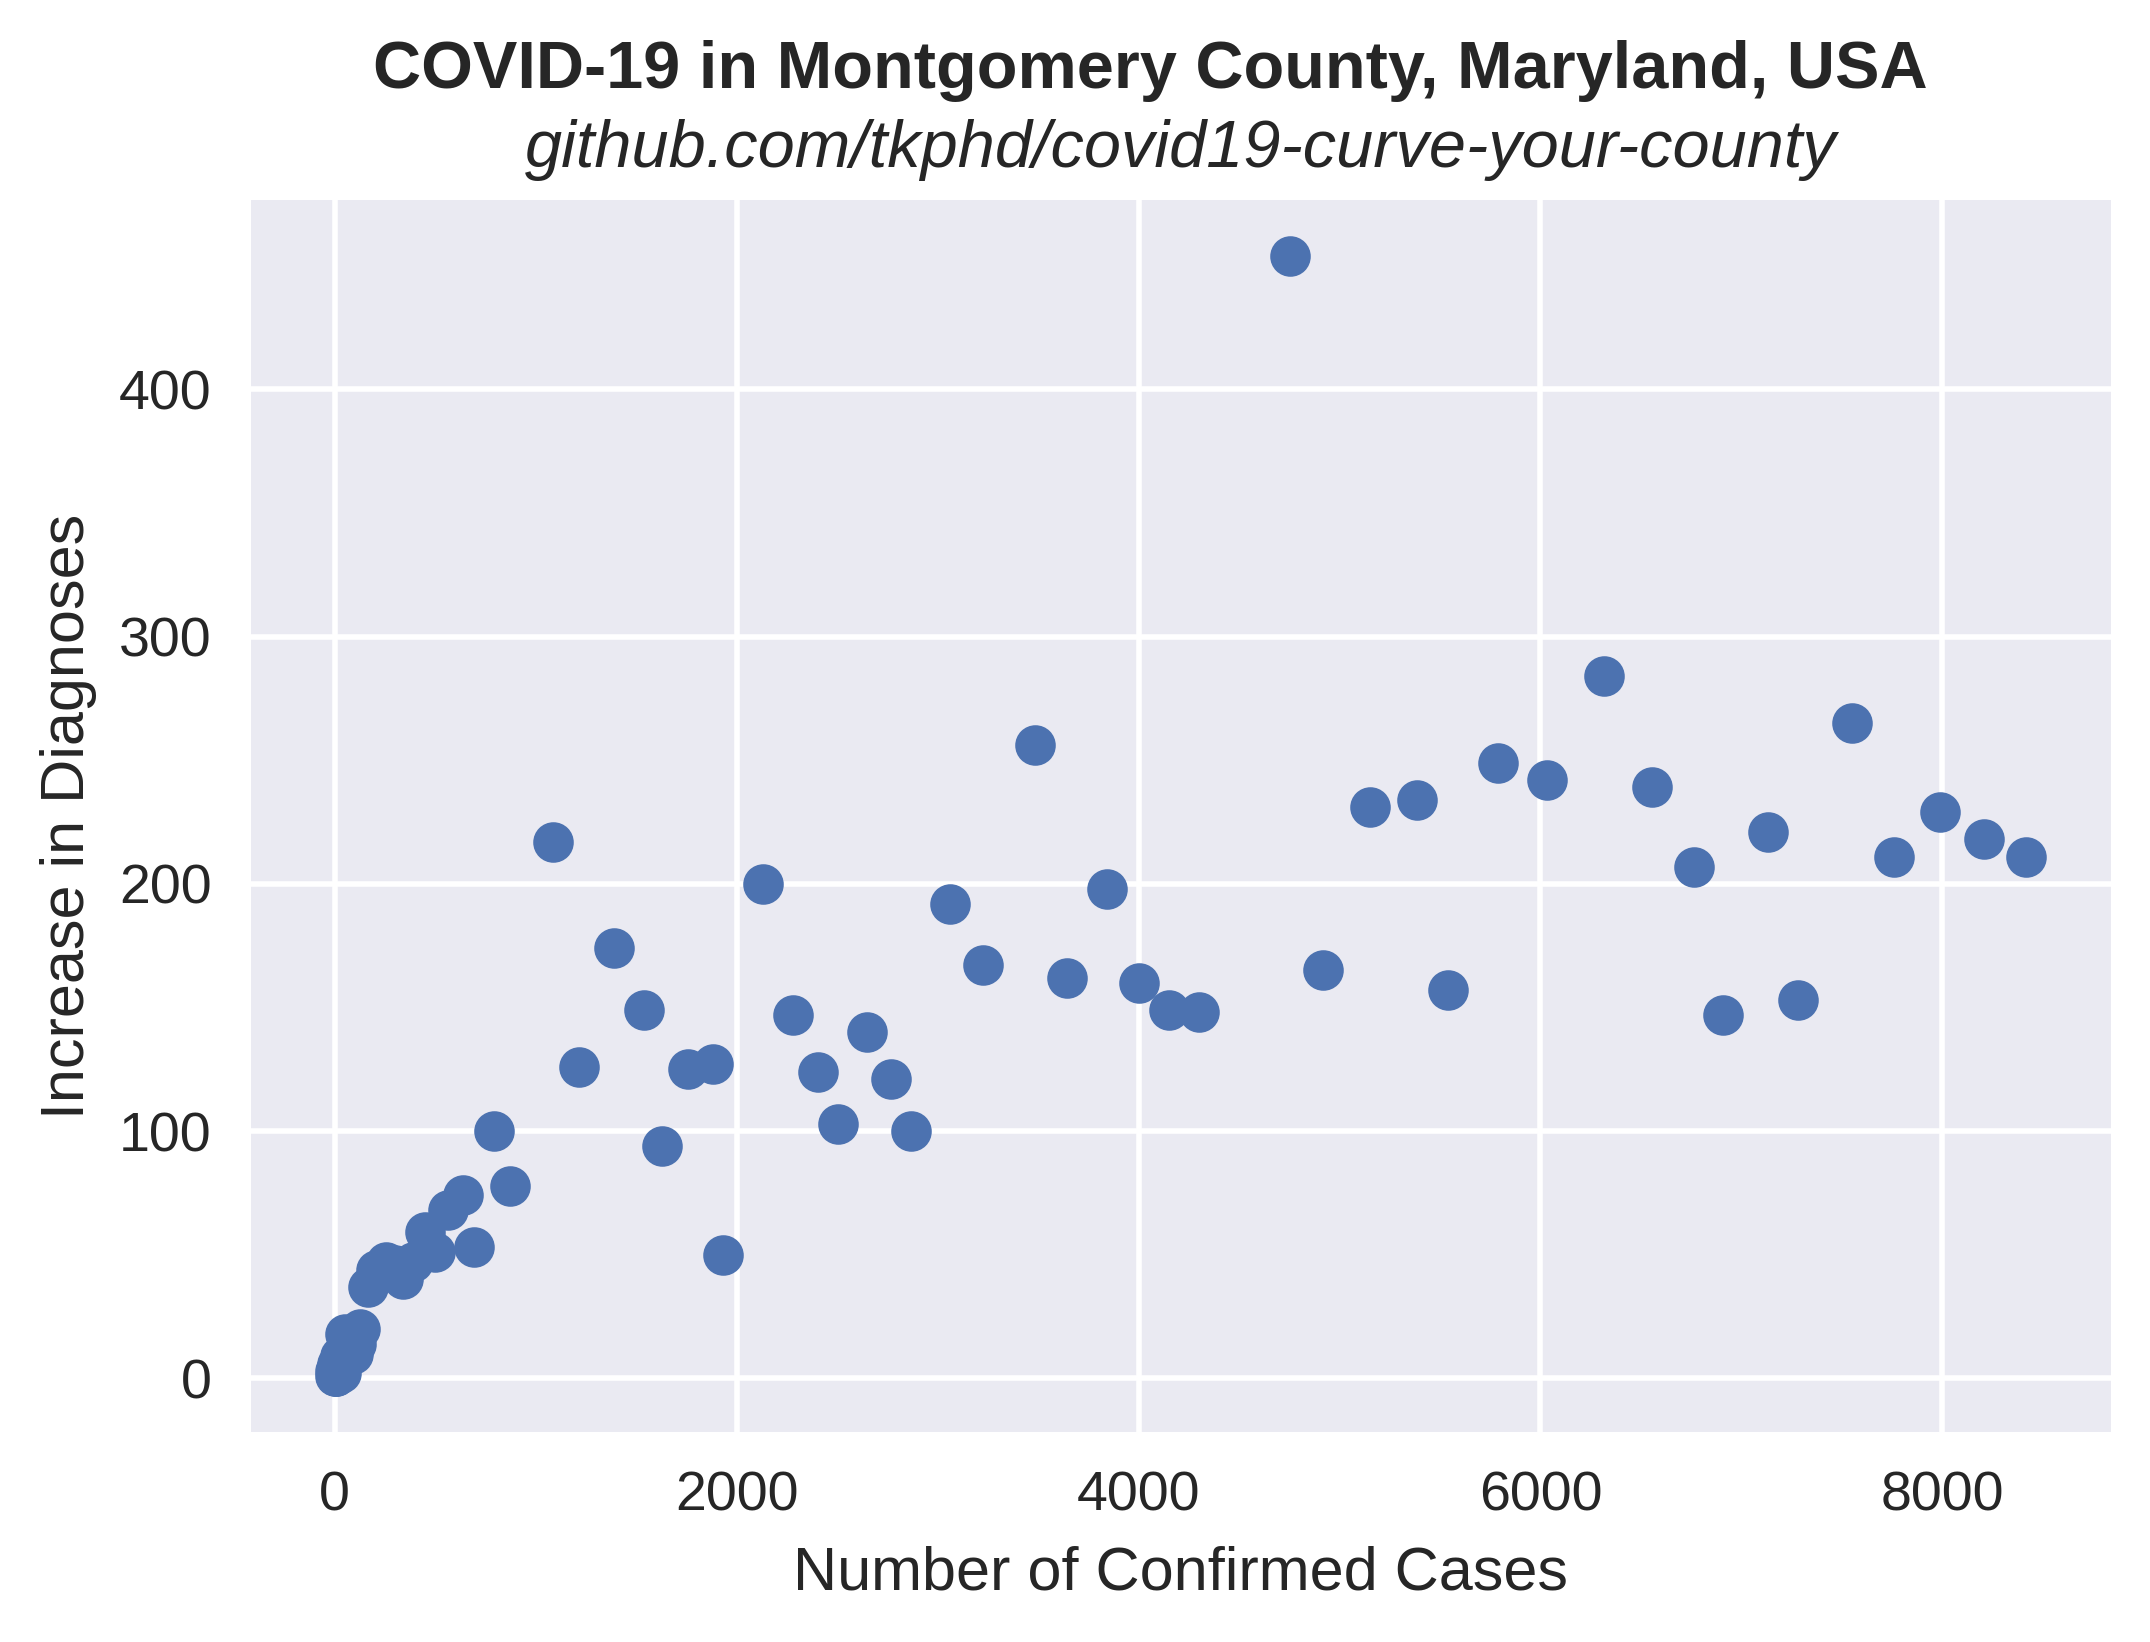 COVID-19 in Montgomery County, Maryland, USA
github.com/tkphd/covid19-curve-your-county
Increase in Diagnoses
400
300
200
100
0
0 2000 4000 6000 8000
Number of Confirmed Cases